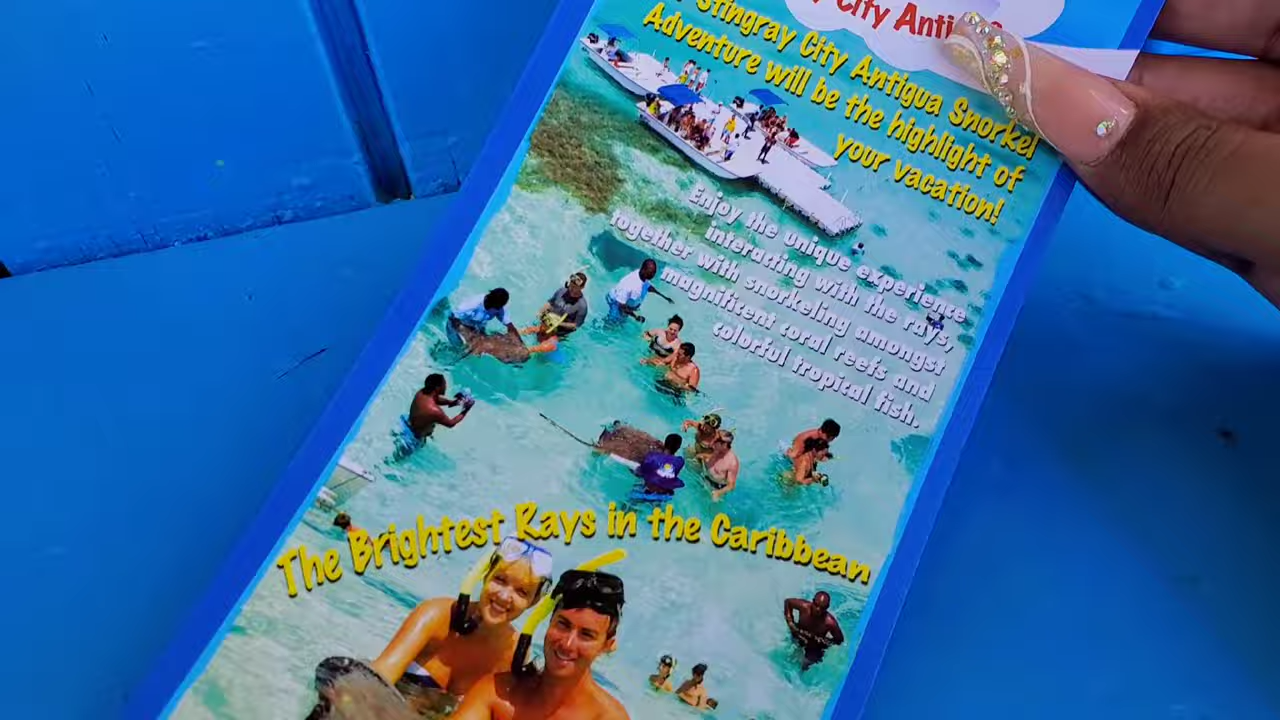 City Anti
Stingray City Antigua Snorkel
Adventure will be the highlight of
your vacation!
Enjoy the unique experience
interacting with the rays,
together with snorkeling amongst
magnificent coral reefs and
colorful tropical fish.
The Brightest Rays in the Caribbean